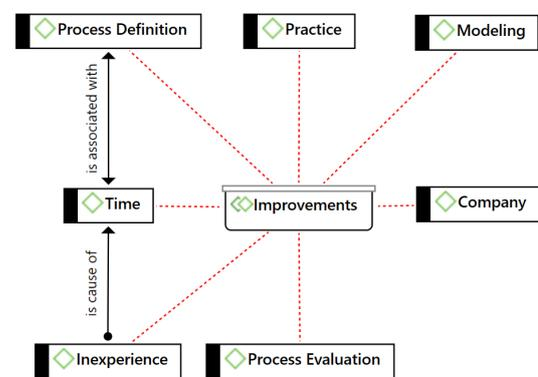 Process Definition
Practice
Modeling
is associated with
Time
Improvements
Company
is cause of
Inexperience
Process Evaluation